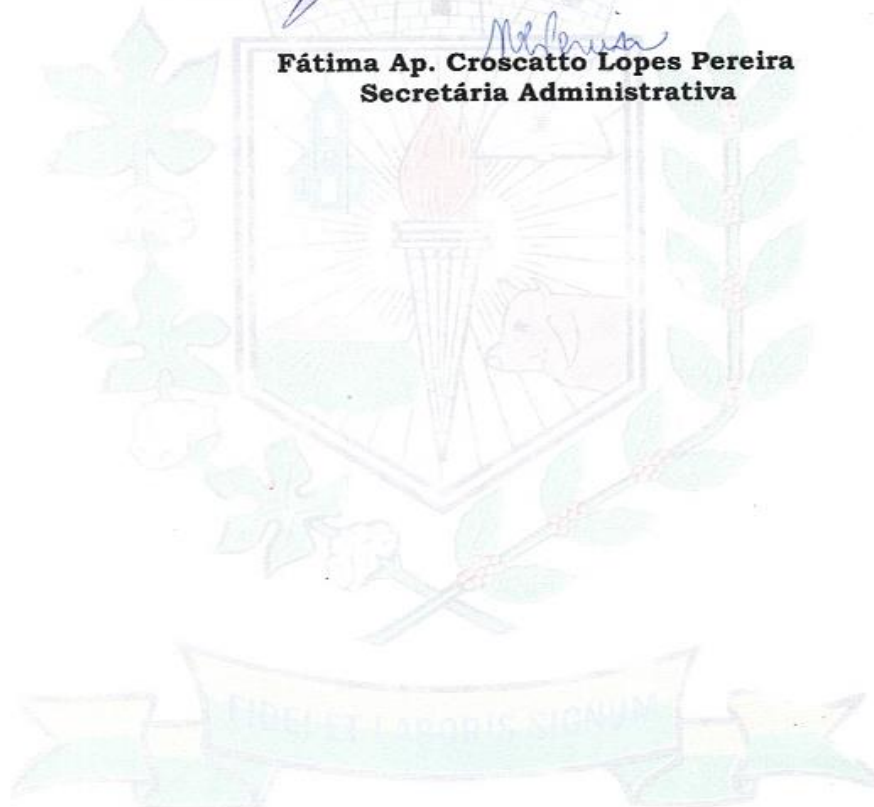 Fátima Ap. Croscatto Lopes Pereira
Secretária Administrativa
FIDEI ET LABORIS SIGNUM